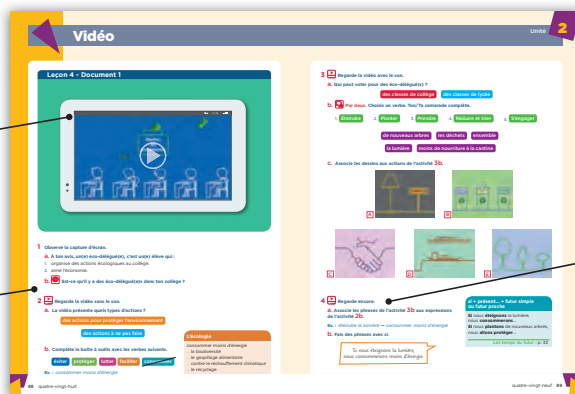 Vidéo
Unité 2
Leçon 4 – Document 1
1 Observe la capture d'écran.
a. À ton avis, un(e) éco-délégué(e), c'est un(e) élève qui :
1. organise des actions écologiques au collège.
2. aime l'économie.
b. Est-ce qu'il y a des éco-délégué(e)s dans ton collège ?
2 Regarde la vidéo sans le son.
a. La vidéo présente quels types d'actions ?
des actions pour protéger l'environnement
des actions à ne pas faire
b. Complète la boîte à outils avec les verbes suivants.
éviter protéger lutter faciliter consommer
Ex. : consommer moins d'énergie
L'écologie
consommer moins d'énergie
... la biodiversité
... le gaspillage alimentaire
... contre le réchauffement climatique
... le recyclage
88 quatre-vingt-huit
3 Regarde la vidéo avec le son.
a. Qui peut voter pour des éco-délégué(e)s ?
des classes de collège des classes de lycée
b. Par deux. Choisis un verbe. Ton/Ta camarade complète.
1. Éteindre 2. Planter 3. Prendre 4. Réduire et trier 5. S'engager
de nouveaux arbres les déchets ensemble
la lumière moins de nourriture à la cantine
c. Associe les dessins aux actions de l'activité 3b.
A B
C D E
4 Regarde encore.
a. Associe les phrases de l'activité 3b aux expressions
de l'activité 2b.
Ex. : éteindre la lumière → consommer moins d'énergie
b. Fais des phrases avec si.
Si nous éteignons la lumière,
nous consommerons moins d'énergie
si + présent... + futur simple
ou futur proche
Si nous éteignons la lumière,
nous consommerons...
Si nous plantons de nouveaux arbres,
nous allons protéger...
Les temps du futur p. 32
quatre-vingt-neuf 89